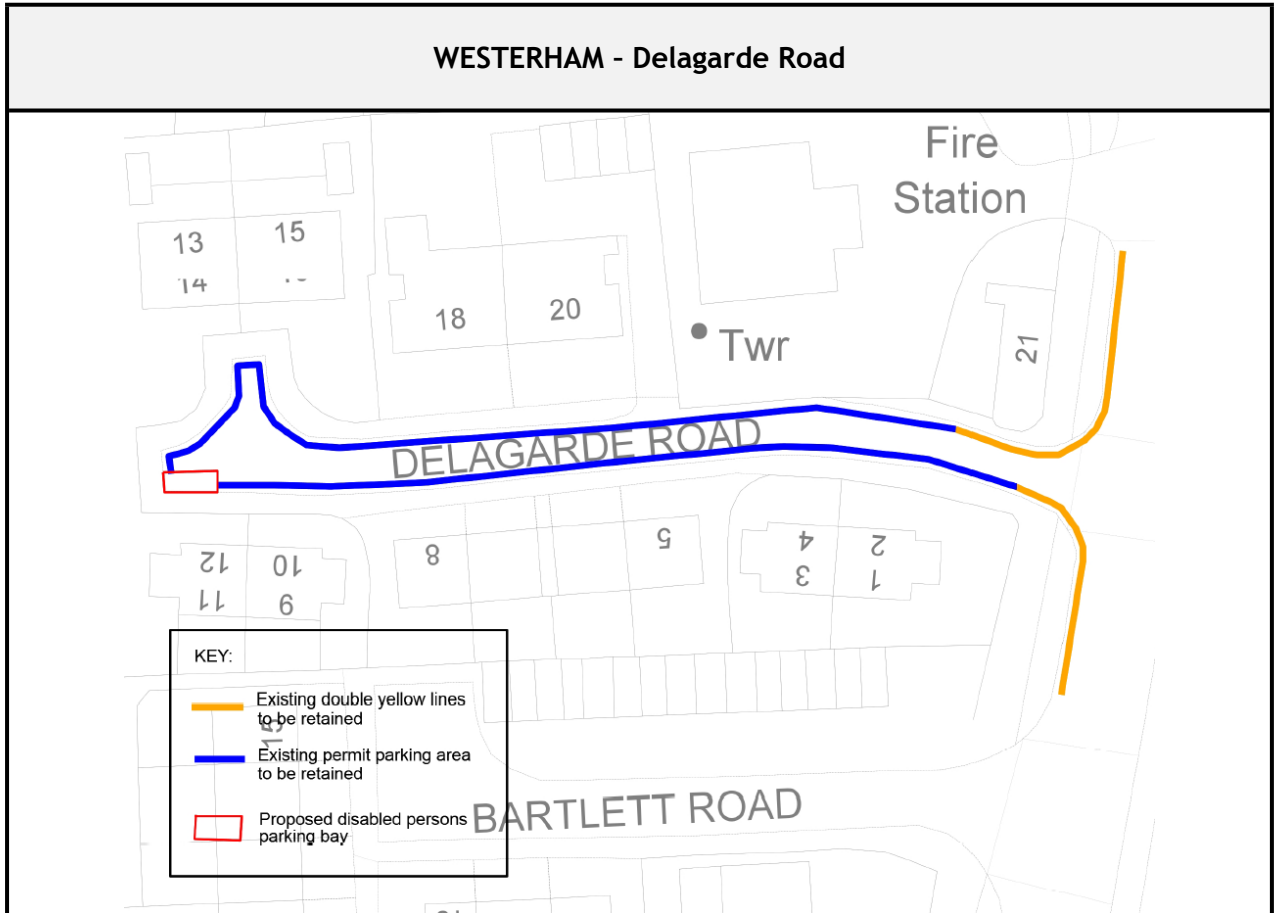 WESTERHAM - Delagarde Road
Fire
Station
13
15
14
18
20
Twr
21
DELAGARDE ROAD
12
10
11
9
8
5
4
2
3
1
KEY:
Existing double yellow lines
to be retained
15
Existing permit parking area
to be retained
Proposed disabled persons
parking bay
BARTLETT ROAD